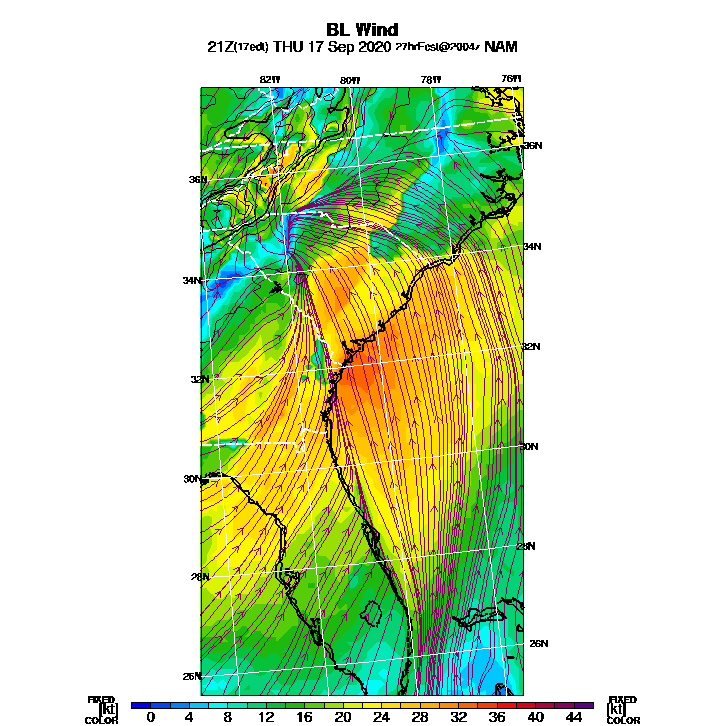 BL Wind
21Z(17edt) THU 17 Sep 2020 27hrFcst@2004z NAM
82W 80W 78W 76W
36N 36N
34N 34N
32N 32N
30N 30N
28N 28N
26N 26N
FIXED FIXED
[kt] 0 4 8 12 16 20 24 28 32 36 40 44 [kt]
COLOR COLOR